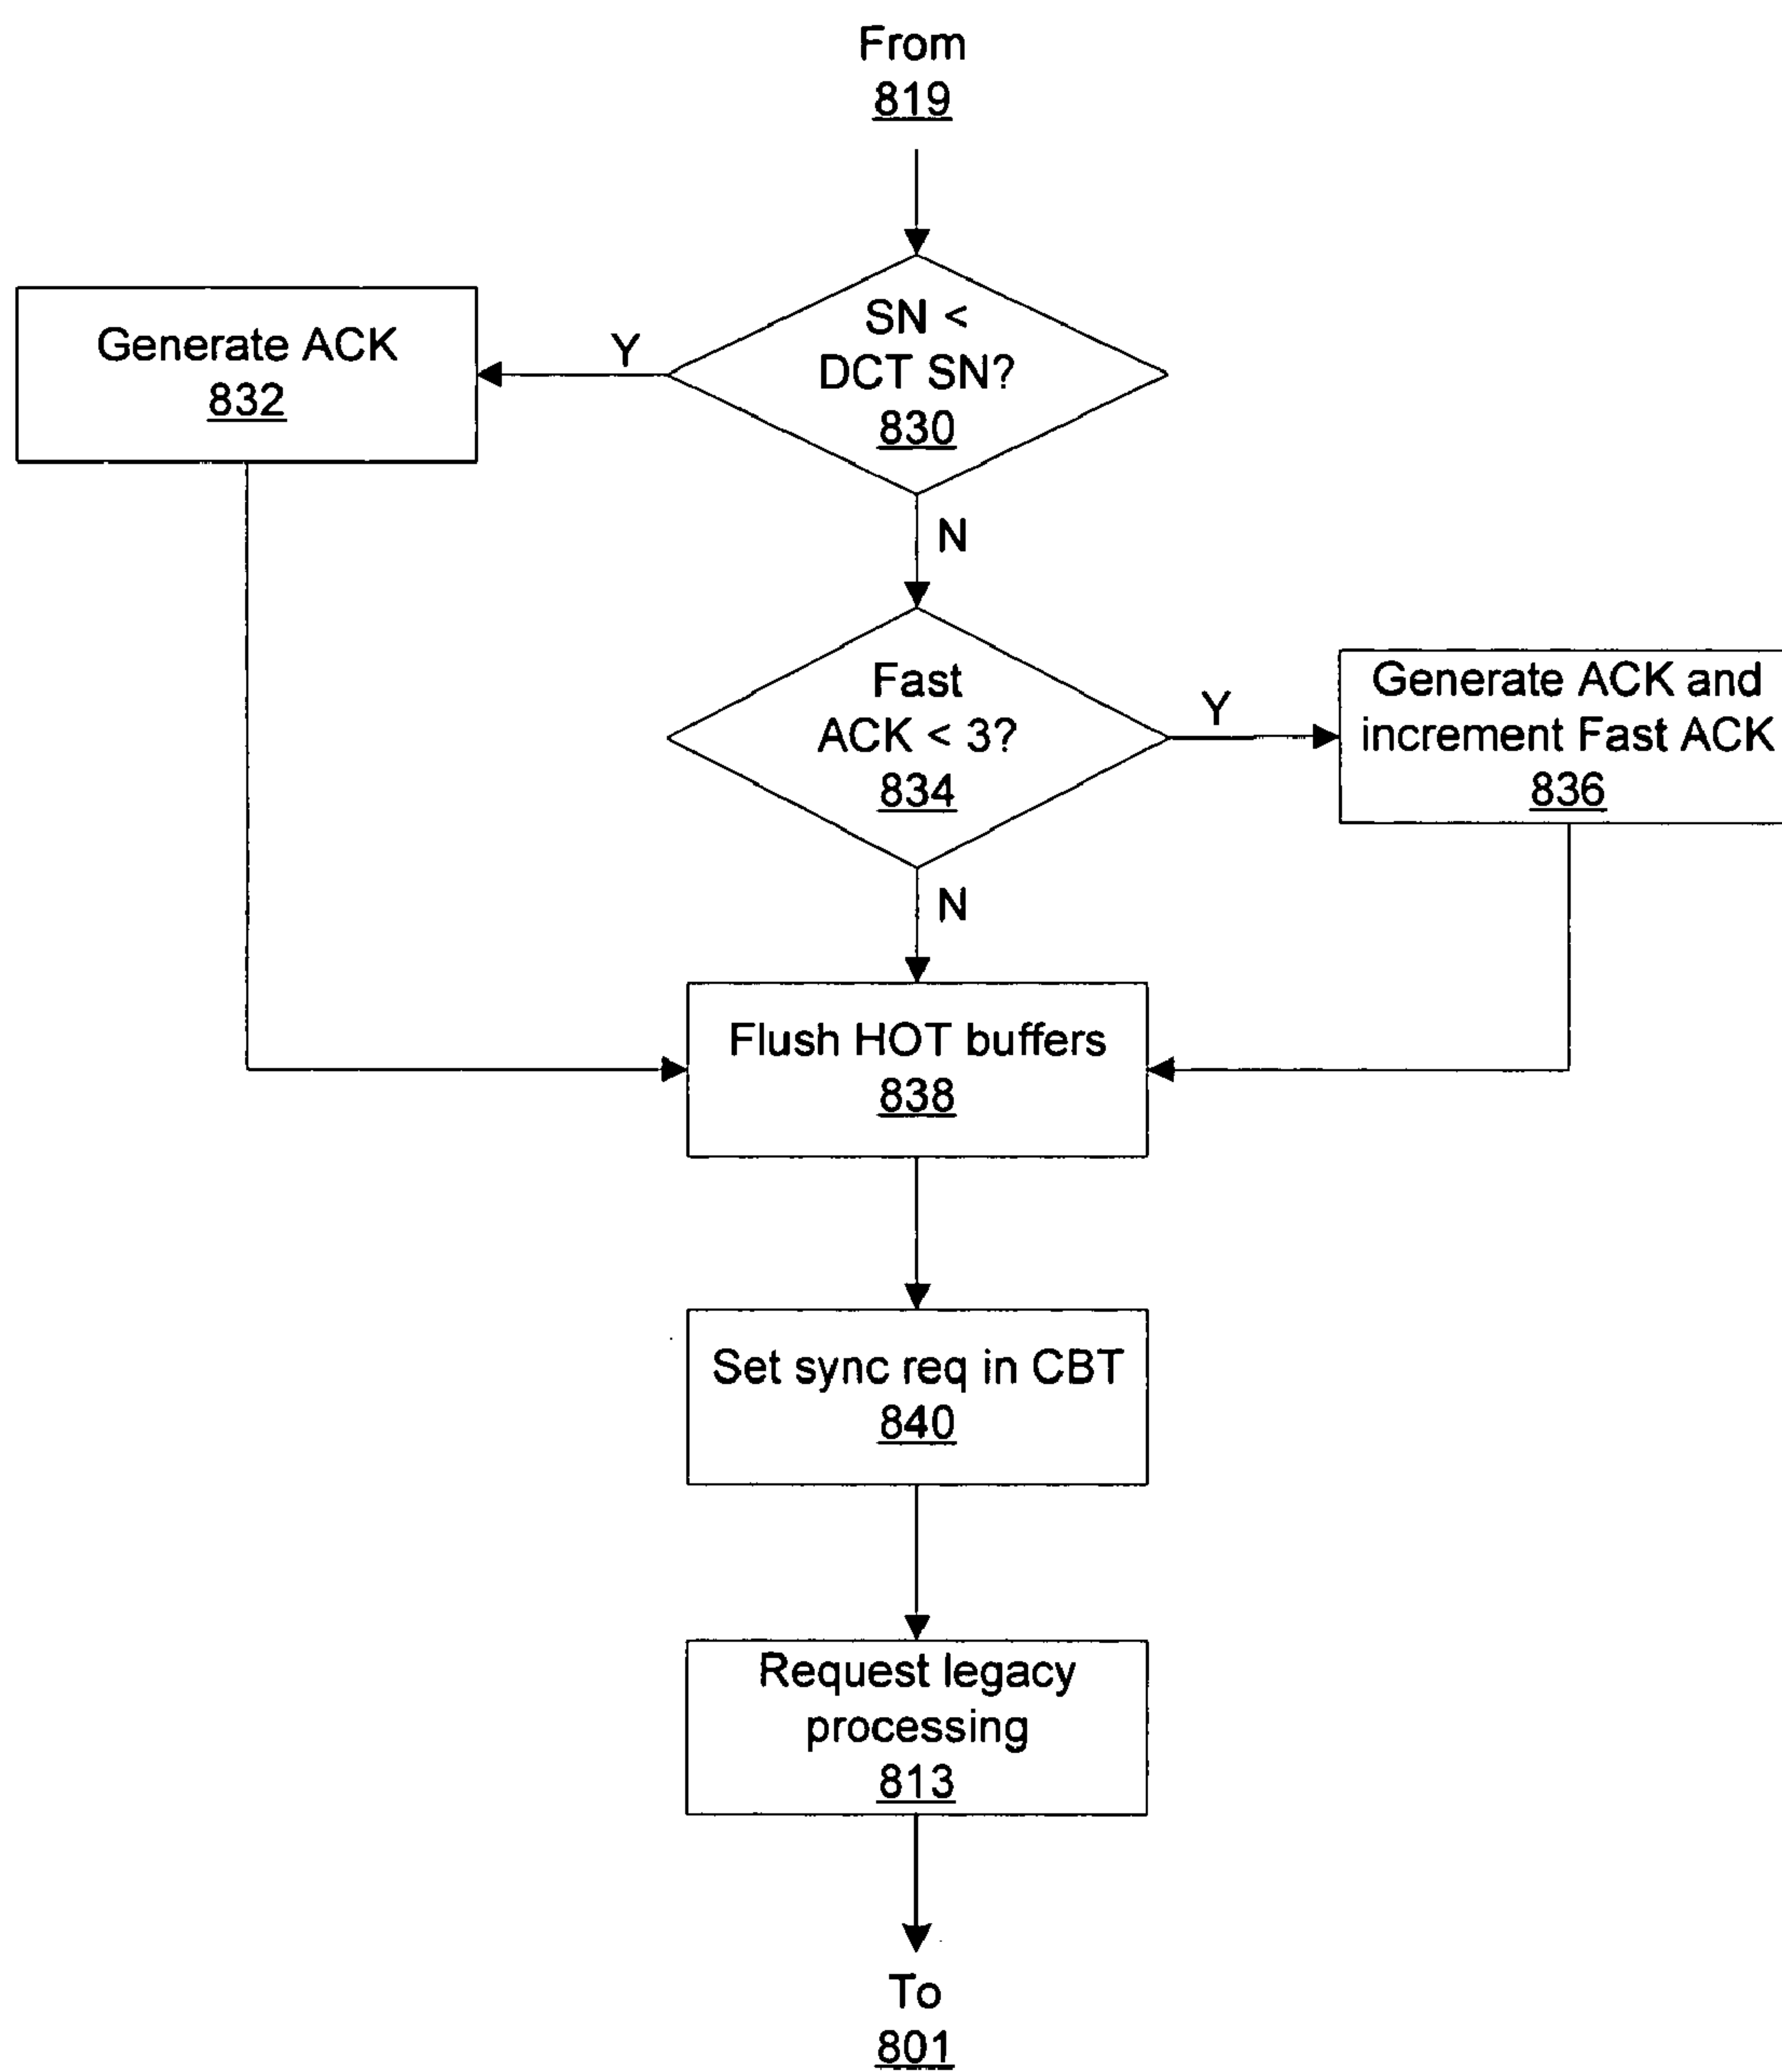 From
819
SN <
DCT SN?
830
Y
Generate ACK
832
N
Fast
ACK < 3?
834
Y
Generate ACK and
increment Fast ACK
836
N
Flush HOT buffers
838
Set sync req in CBT
840
Request legacy
processing
813
To
801